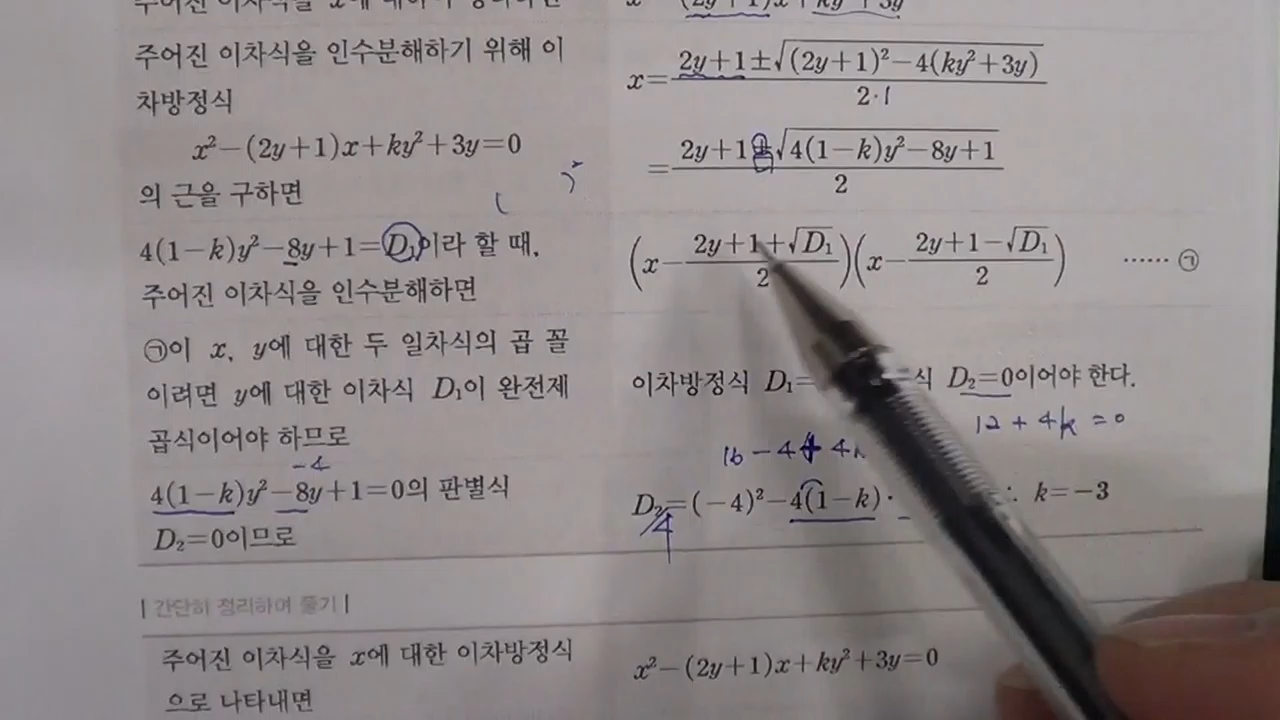 주어진 이차식을 인수분해하기 위해 이
차방정식
x²-(2y+1)x+ky²+3y=0
의 근을 구하면
x=\frac{2y+1±√{(2y+1)²-4(ky²+3y)}}{2·1}
=\frac{2y+1±√{4(1-k)y²-8y+1}}{2}
4(1-k)y²-8y+1=D₁이라 할 때,
주어진 이차식을 인수분해하면
(x-\frac{2y+1+√{D₁}}{2})(x-\frac{2y+1-√{D₁}}{2}) …… ㉠
㉠이 x, y에 대한 두 일차식의 곱 꼴
이려면 y에 대한 이차식 D₁이 완전제
곱식이어야 하므로
이차방정식 D₁= 식 D₂=0이어야 한다.
12+4k=0
16-4+4k
-4
4(1-k)y²-8y+1=0의 판별식
D₂=0이므로
D₂/4=(-4)²-4(1-k)· ∴ k=-3
| 간단히 정리하여 풀기 |
주어진 이차식을 x에 대한 이차방정식
으로 나타내면
x²-(2y+1)x+ky²+3y=0